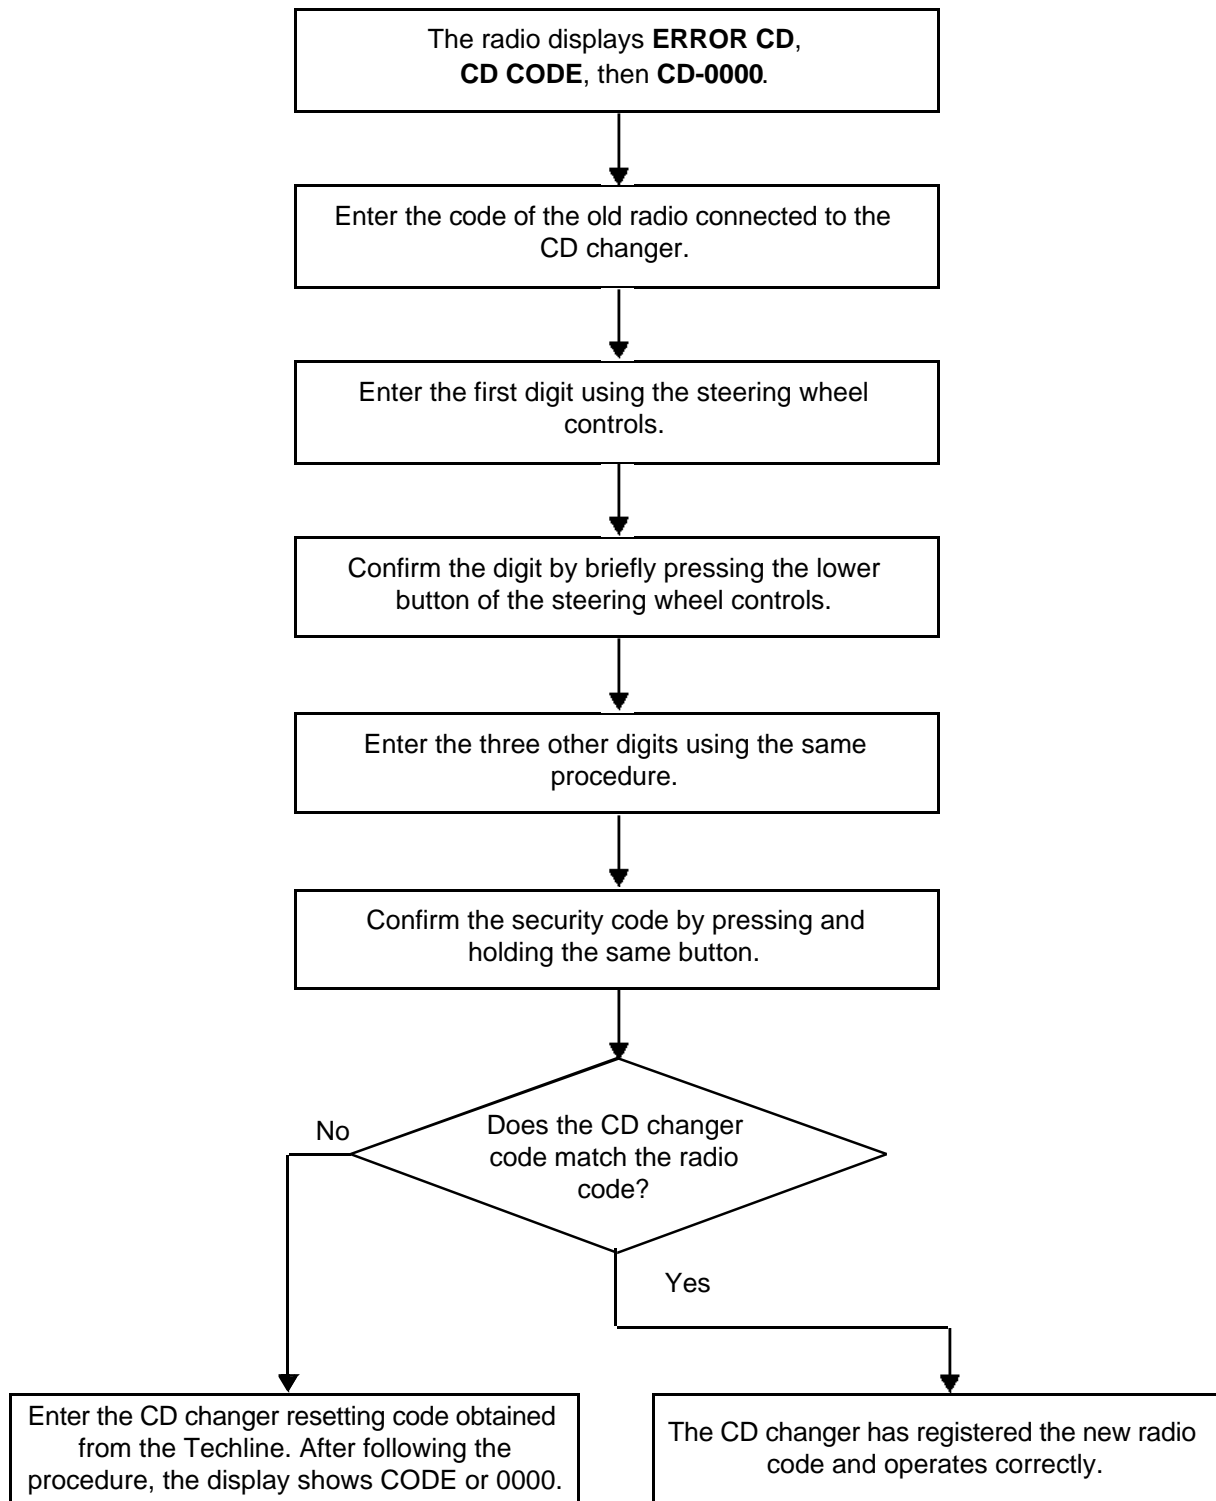 The radio displays ERROR CD,
CD CODE, then CD-0000.
Enter the code of the old radio connected to the
CD changer.
Enter the first digit using the steering wheel
controls.
Confirm the digit by briefly pressing the lower
button of the steering wheel controls.
Enter the three other digits using the same
procedure.
Confirm the security code by pressing and
holding the same button.
Does the CD changer
code match the radio
code?
No
Yes
Enter the CD changer resetting code obtained
from the Techline. After following the
procedure, the display shows CODE or 0000.
The CD changer has registered the new radio
code and operates correctly.